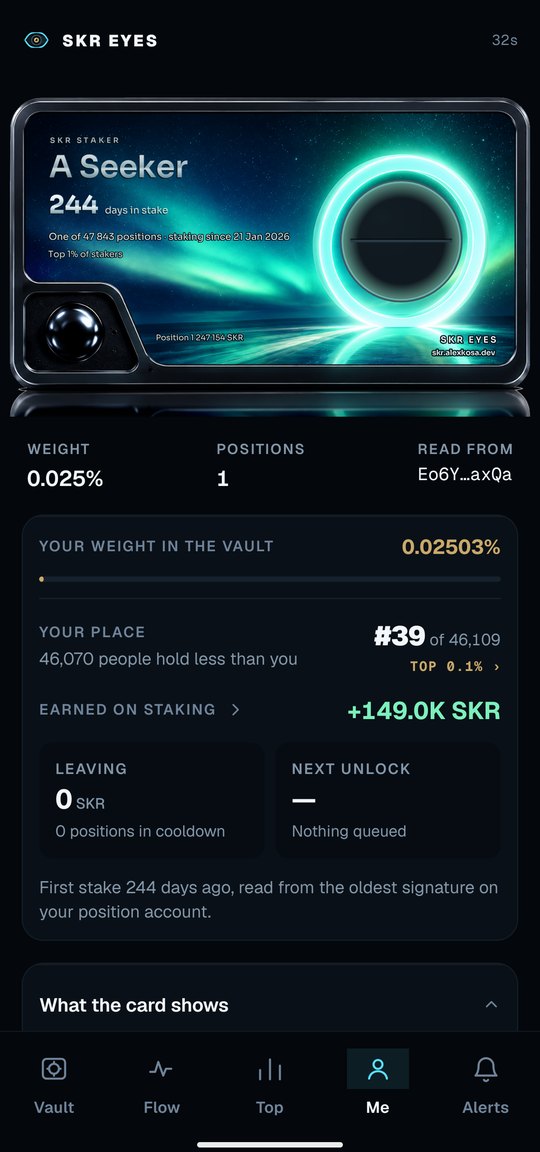 SKR EYES
32s
SKR STAKER
A Seeker
244 days in stake
One of 47 843 positions · staking since 21 Jan 2026
Top 1% of stakers
Position 1 247 154 SKR
SKR EYES
skr.alexkosa.dev
WEIGHT
0.025%
POSITIONS
1
READ FROM
Eo6Y…axQa
YOUR WEIGHT IN THE VAULT
0.02503%
YOUR PLACE
#39 of 46,109
46,070 people hold less than you
TOP 0.1% ›
EARNED ON STAKING
+149.0K SKR
LEAVING
0 SKR
0 positions in cooldown
NEXT UNLOCK
—
Nothing queued
First stake 244 days ago, read from the oldest signature on
your position account.
What the card shows
Vault
Flow
Top
Me
Alerts